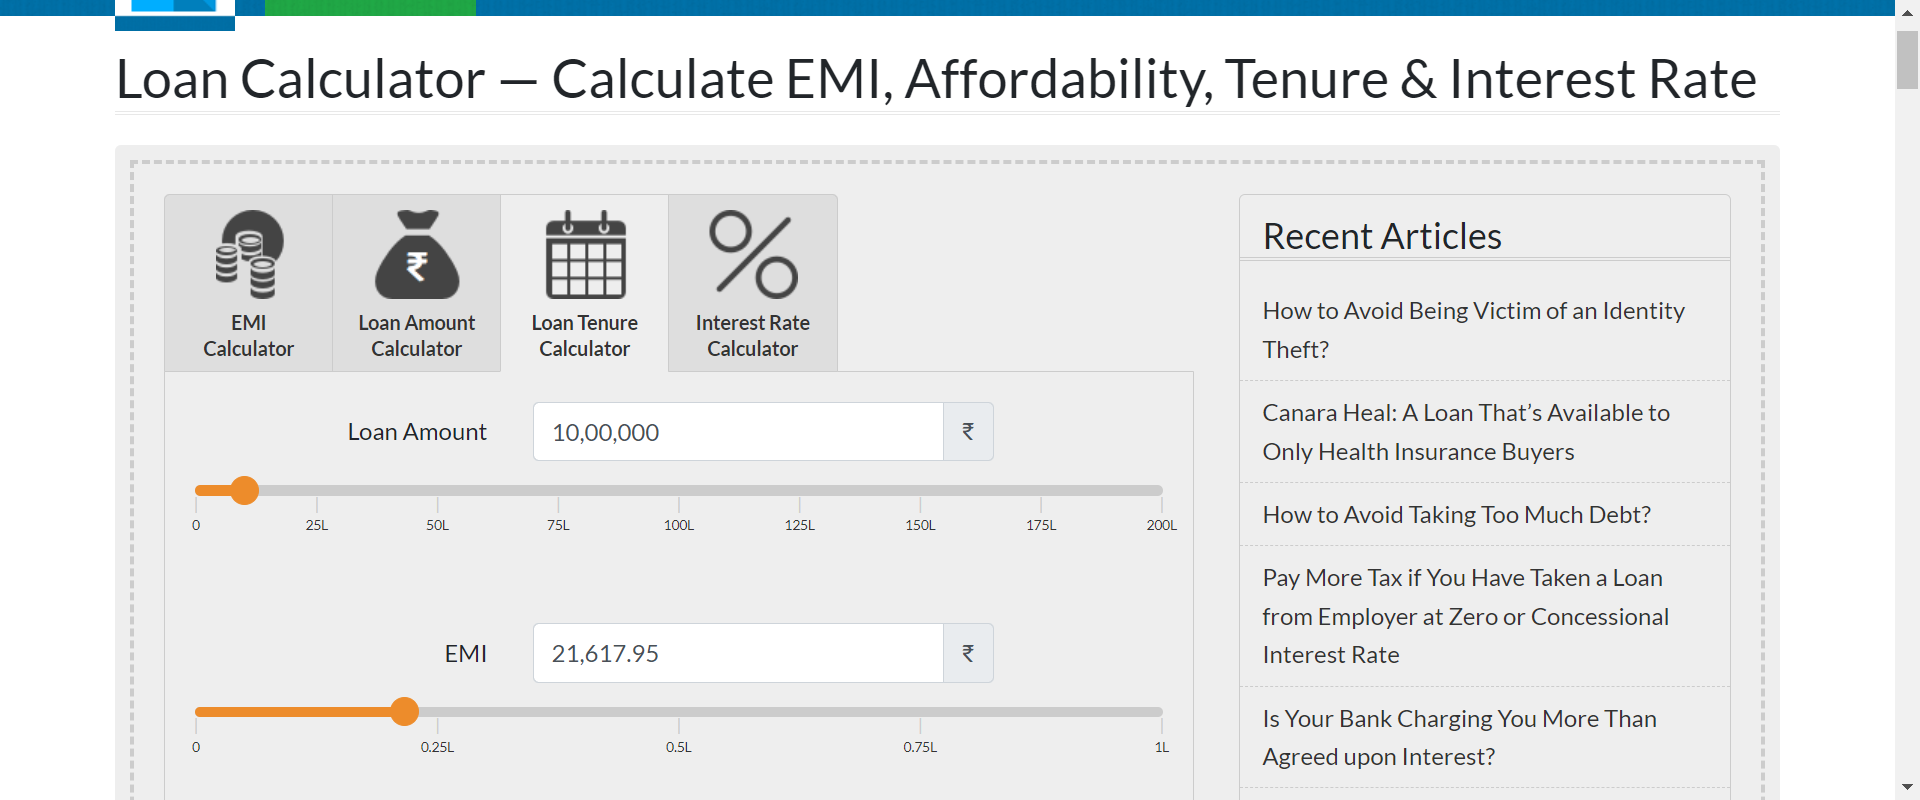 Loan Calculator — Calculate EMI, Affordability, Tenure & Interest Rate
EMI
Calculator
Loan Amount
Calculator
Loan Tenure
Calculator
Interest Rate
Calculator
Loan Amount
10,00,000
₹
0 25L 50L 75L 100L 125L 150L 175L 200L
EMI
21,617.95
₹
0 0.25L 0.5L 0.75L 1L
Recent Articles
How to Avoid Being Victim of an Identity
Theft?
Canara Heal: A Loan That’s Available to
Only Health Insurance Buyers
How to Avoid Taking Too Much Debt?
Pay More Tax if You Have Taken a Loan
from Employer at Zero or Concessional
Interest Rate
Is Your Bank Charging You More Than
Agreed upon Interest?